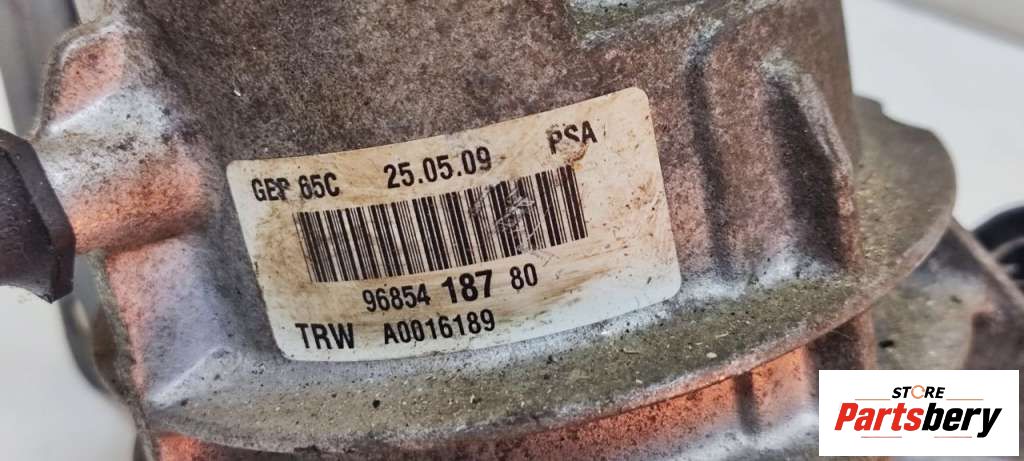 GEP 65C 25.05.09 PSA
96854 187 80
TRW A0016189
STORE
Partsbery